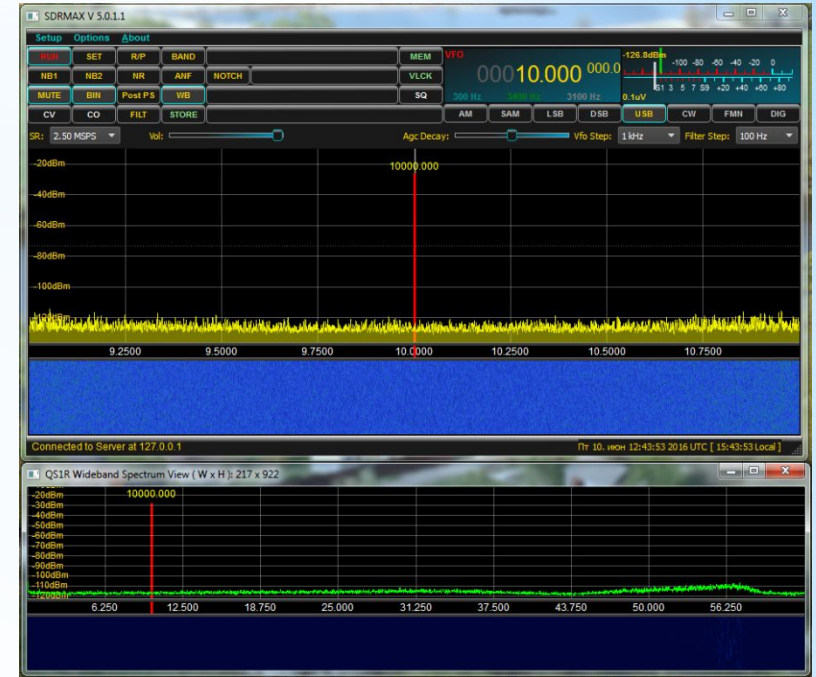 SDRMAX V 5.0.1.1
Setup Options About
RUN SET R/P BAND MEM
NB1 NB2 NR ANF NOTCH VLCK
MUTE BIN Post PS WB SQ
CV CO FILT STORE
VFO 00010.000 000.0
300 Hz 3400 Hz 3100 Hz
-126.8dBm -100 -80 -60 -40 -20 0
S1 3 5 7 S9 +20 +40 +60 +80
0.1uV
AM SAM LSB DSB USB CW FMN DIG
SR: 2.50 MSPS Vol: Agc Decay: Vfo Step: 1 kHz Filter Step: 100 Hz
-20dBm
10000.000
-40dBm
-60dBm
-80dBm
-100dBm
-120dBm
9.2500 9.5000 9.7500 10.0000 10.2500 10.5000 10.7500
Connected to Server at 127.0.0.1 Пт 10. июн 12:43:53 2016 UTC [ 15:43:53 Local ]
QS1R Wideband Spectrum View ( W x H ): 217 x 922
-20dBm 10000.000
-30dBm
-40dBm
-50dBm
-60dBm
-70dBm
-80dBm
-90dBm
-100dBm
-110dBm
-120dBm
6.250 12.500 18.750 25.000 31.250 37.500 43.750 50.000 56.250